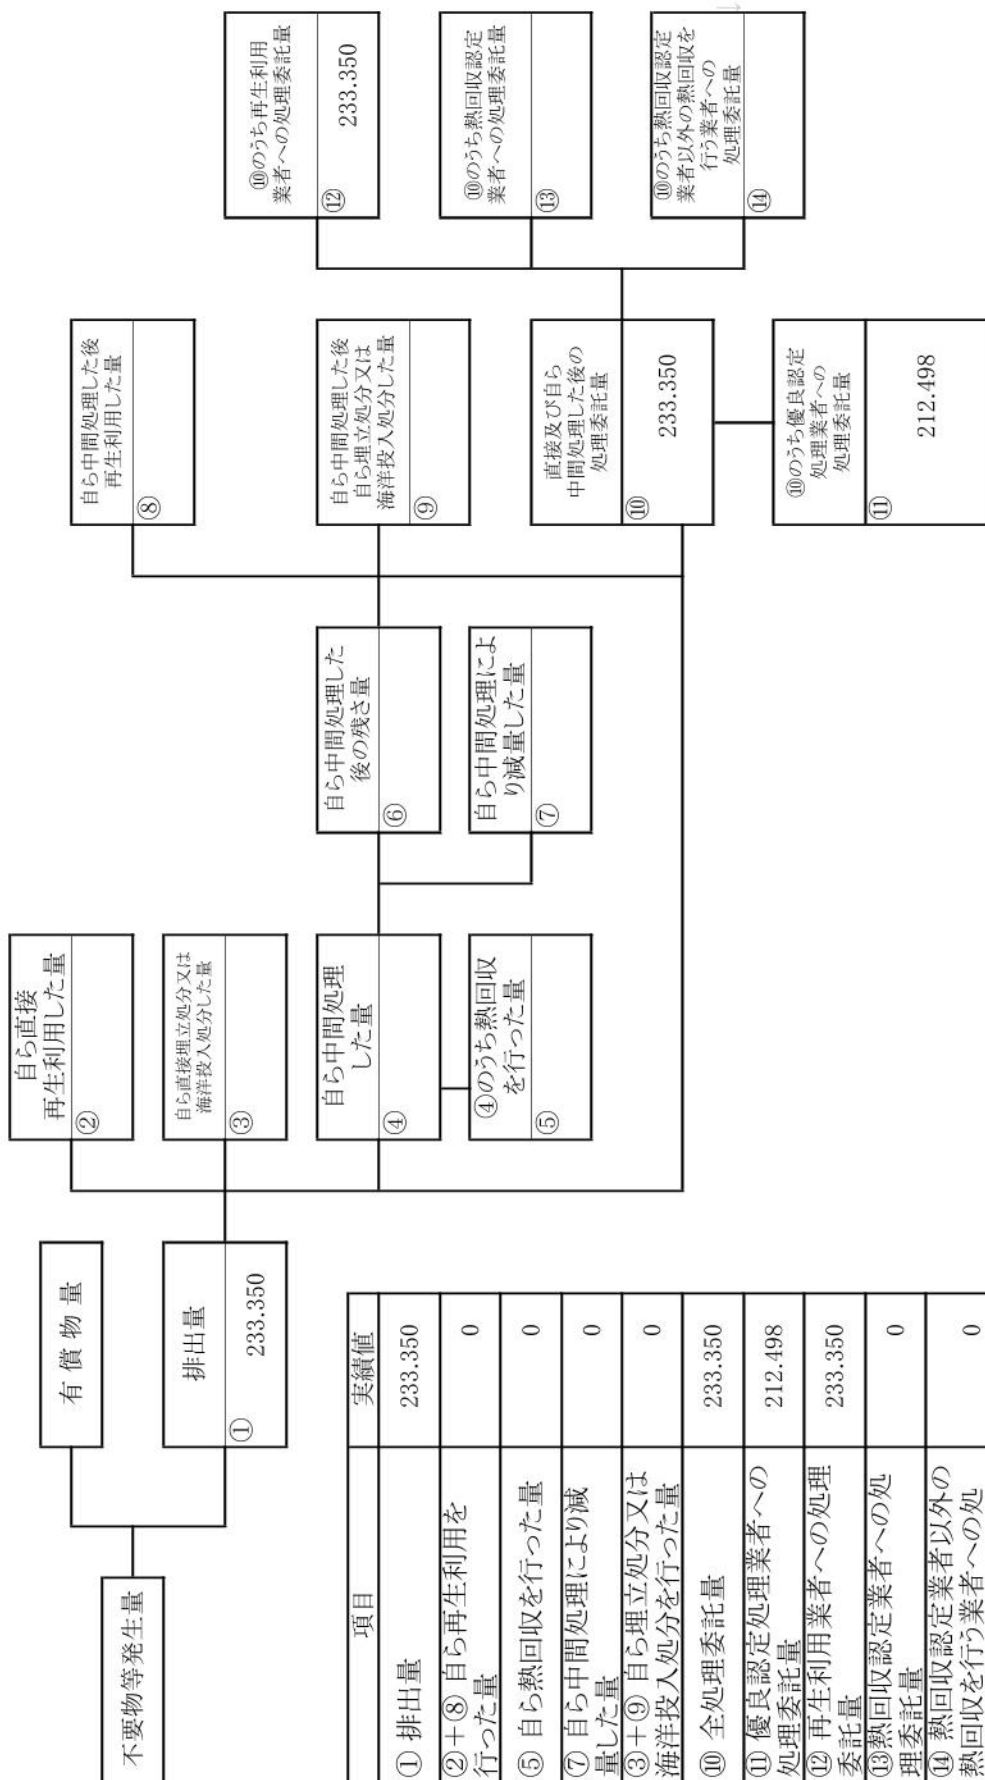 不要物等発生量
有 償 物 量
排出量
①
233.350
自ら直接
再生利用した量
②
自ら直接埋立処分又は
海洋投入処分した量
③
自ら中間処理
した量
④
④のうち熱回収
を行った量
⑤
自ら中間処理した
後の残さ量
⑥
自ら中間処理によ
り減量した量
⑦
自ら中間処理した後
再生利用した量
⑧
自ら中間処理した後
自ら埋立処分又は
海洋投入処分した量
⑨
直接及び自ら
中間処理した後の
処理委託量
⑩
233.350
⑩のうち優良認定
処理業者への
処理委託量
⑪
212.498
⑩のうち再生利用
業者への処理委託量
⑫
233.350
⑩のうち熱回収認定
業者への処理委託量
⑬
⑩のうち熱回収認定
業者以外の熱回収を
行う業者への
処理委託量
⑭
項目 実績値
① 排出量 233.350
②＋⑧ 自ら再生利用を
行った量 0
⑤ 自ら熱回収を行った量 0
⑦ 自ら中間処理により減
量した量 0
③＋⑨ 自ら埋立処分又は
海洋投入処分を行った量 0
⑩ 全処理委託量 233.350
⑪ 優良認定処理業者への
処理委託量 212.498
⑫ 再生利用業者への処理
委託量 233.350
⑬熱回収認定業者への処
理委託量 0
⑭ 熱回収認定業者以外の
熱回収を行う業者への処 0